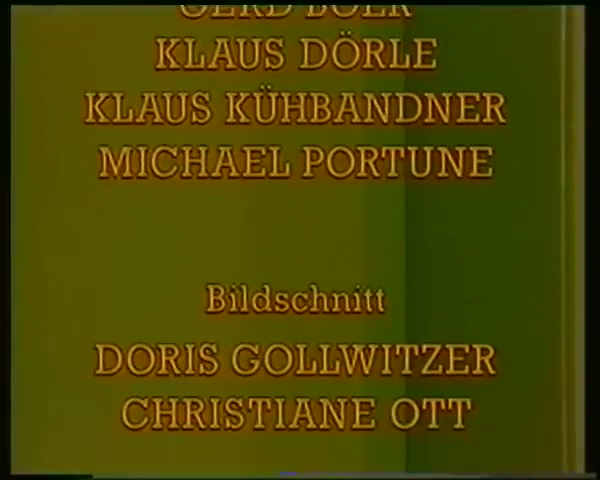 KLAUS DÖRLE
KLAUS KÜHBANDNER
MICHAEL PORTUNE
Bildschnitt
DORIS GOLLWITZER
CHRISTIANE OTT